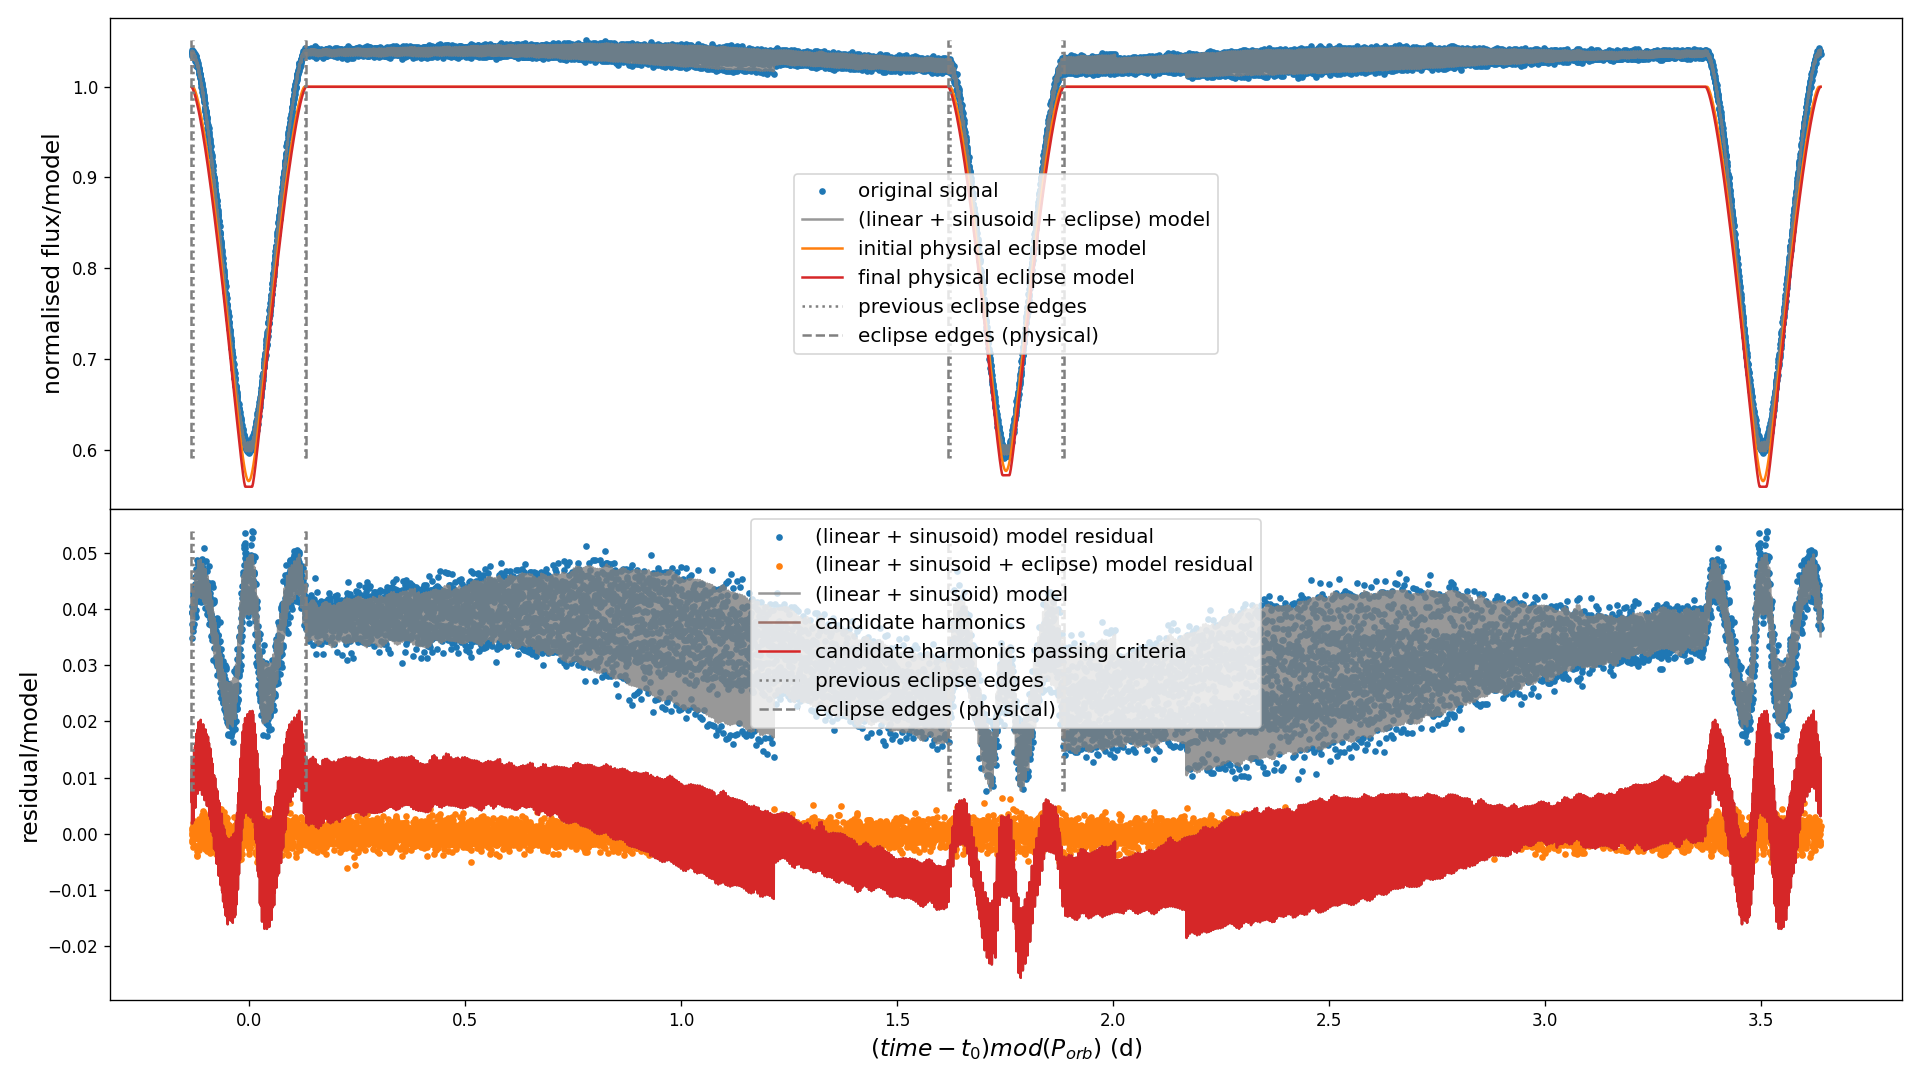 normalised flux/model
1.0
0.9
0.8
0.7
0.6
original signal
(linear + sinusoid + eclipse) model
initial physical eclipse model
final physical eclipse model
previous eclipse edges
eclipse edges (physical)
residual/model
0.05
0.04
0.03
0.02
0.01
0.00
−0.01
−0.02
(linear + sinusoid) model residual
(linear + sinusoid + eclipse) model residual
(linear + sinusoid) model
candidate harmonics
candidate harmonics passing criteria
previous eclipse edges
eclipse edges (physical)
0.0 0.5 1.0 1.5 2.0 2.5 3.0 3.5
(time − t₀)mod(Pₒᵣb) (d)